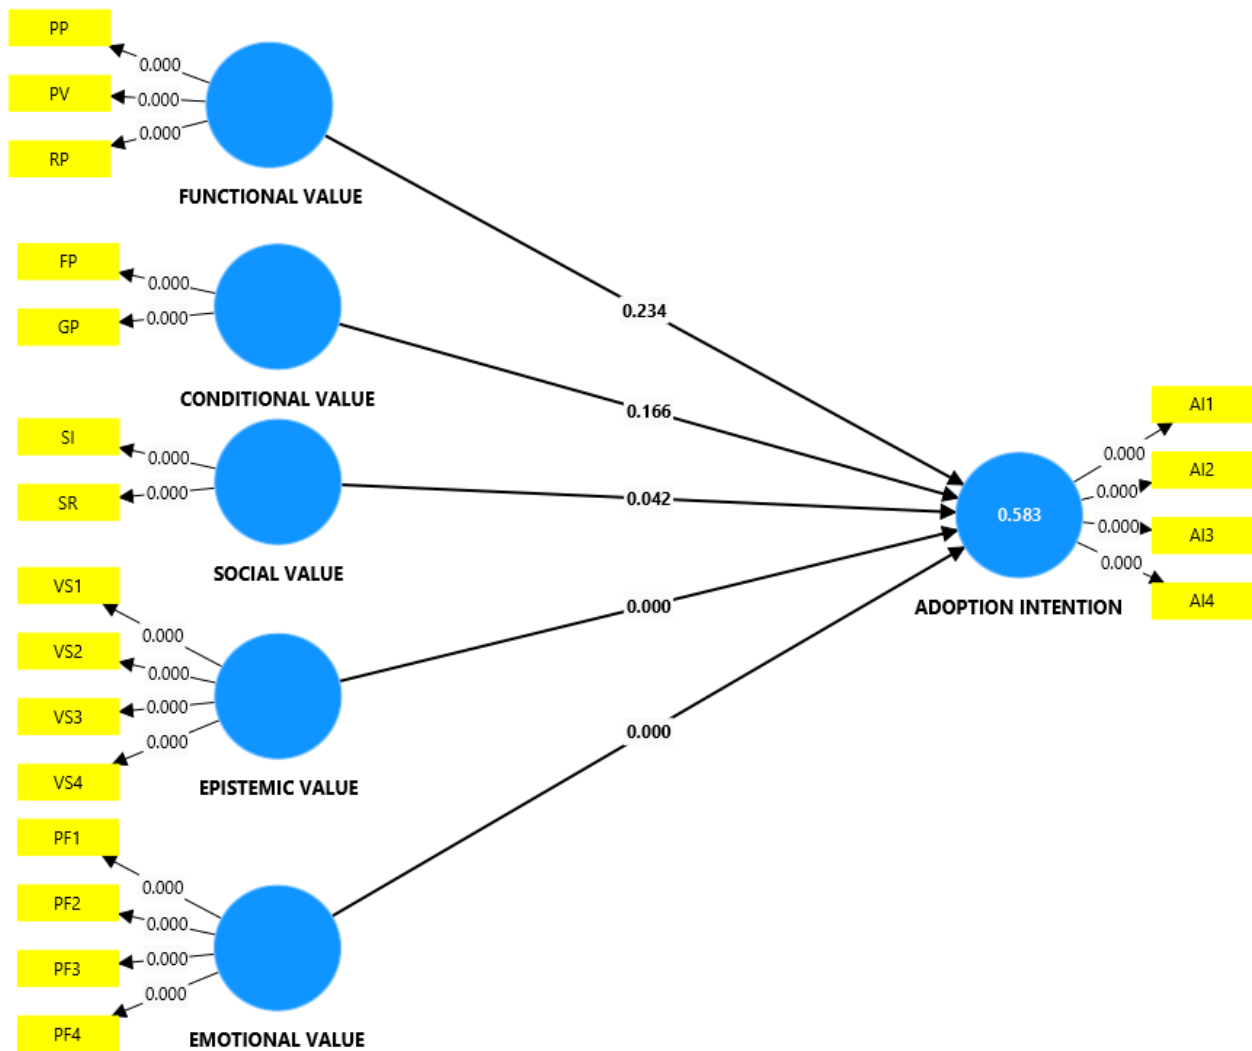 PP
0.000
PV
0.000
RP
0.000
FUNCTIONAL VALUE
FP
0.000
GP
0.000
CONDITIONAL VALUE
SI
0.000
SR
0.000
SOCIAL VALUE
VS1
0.000
VS2
0.000
VS3
0.000
VS4
0.000
EPISTEMIC VALUE
PF1
0.000
PF2
0.000
PF3
0.000
PF4
0.000
EMOTIONAL VALUE
0.234
0.166
0.042
0.000
0.000
0.583
ADOPTION INTENTION
AI1
0.000
AI2
0.000
AI3
0.000
AI4
0.000